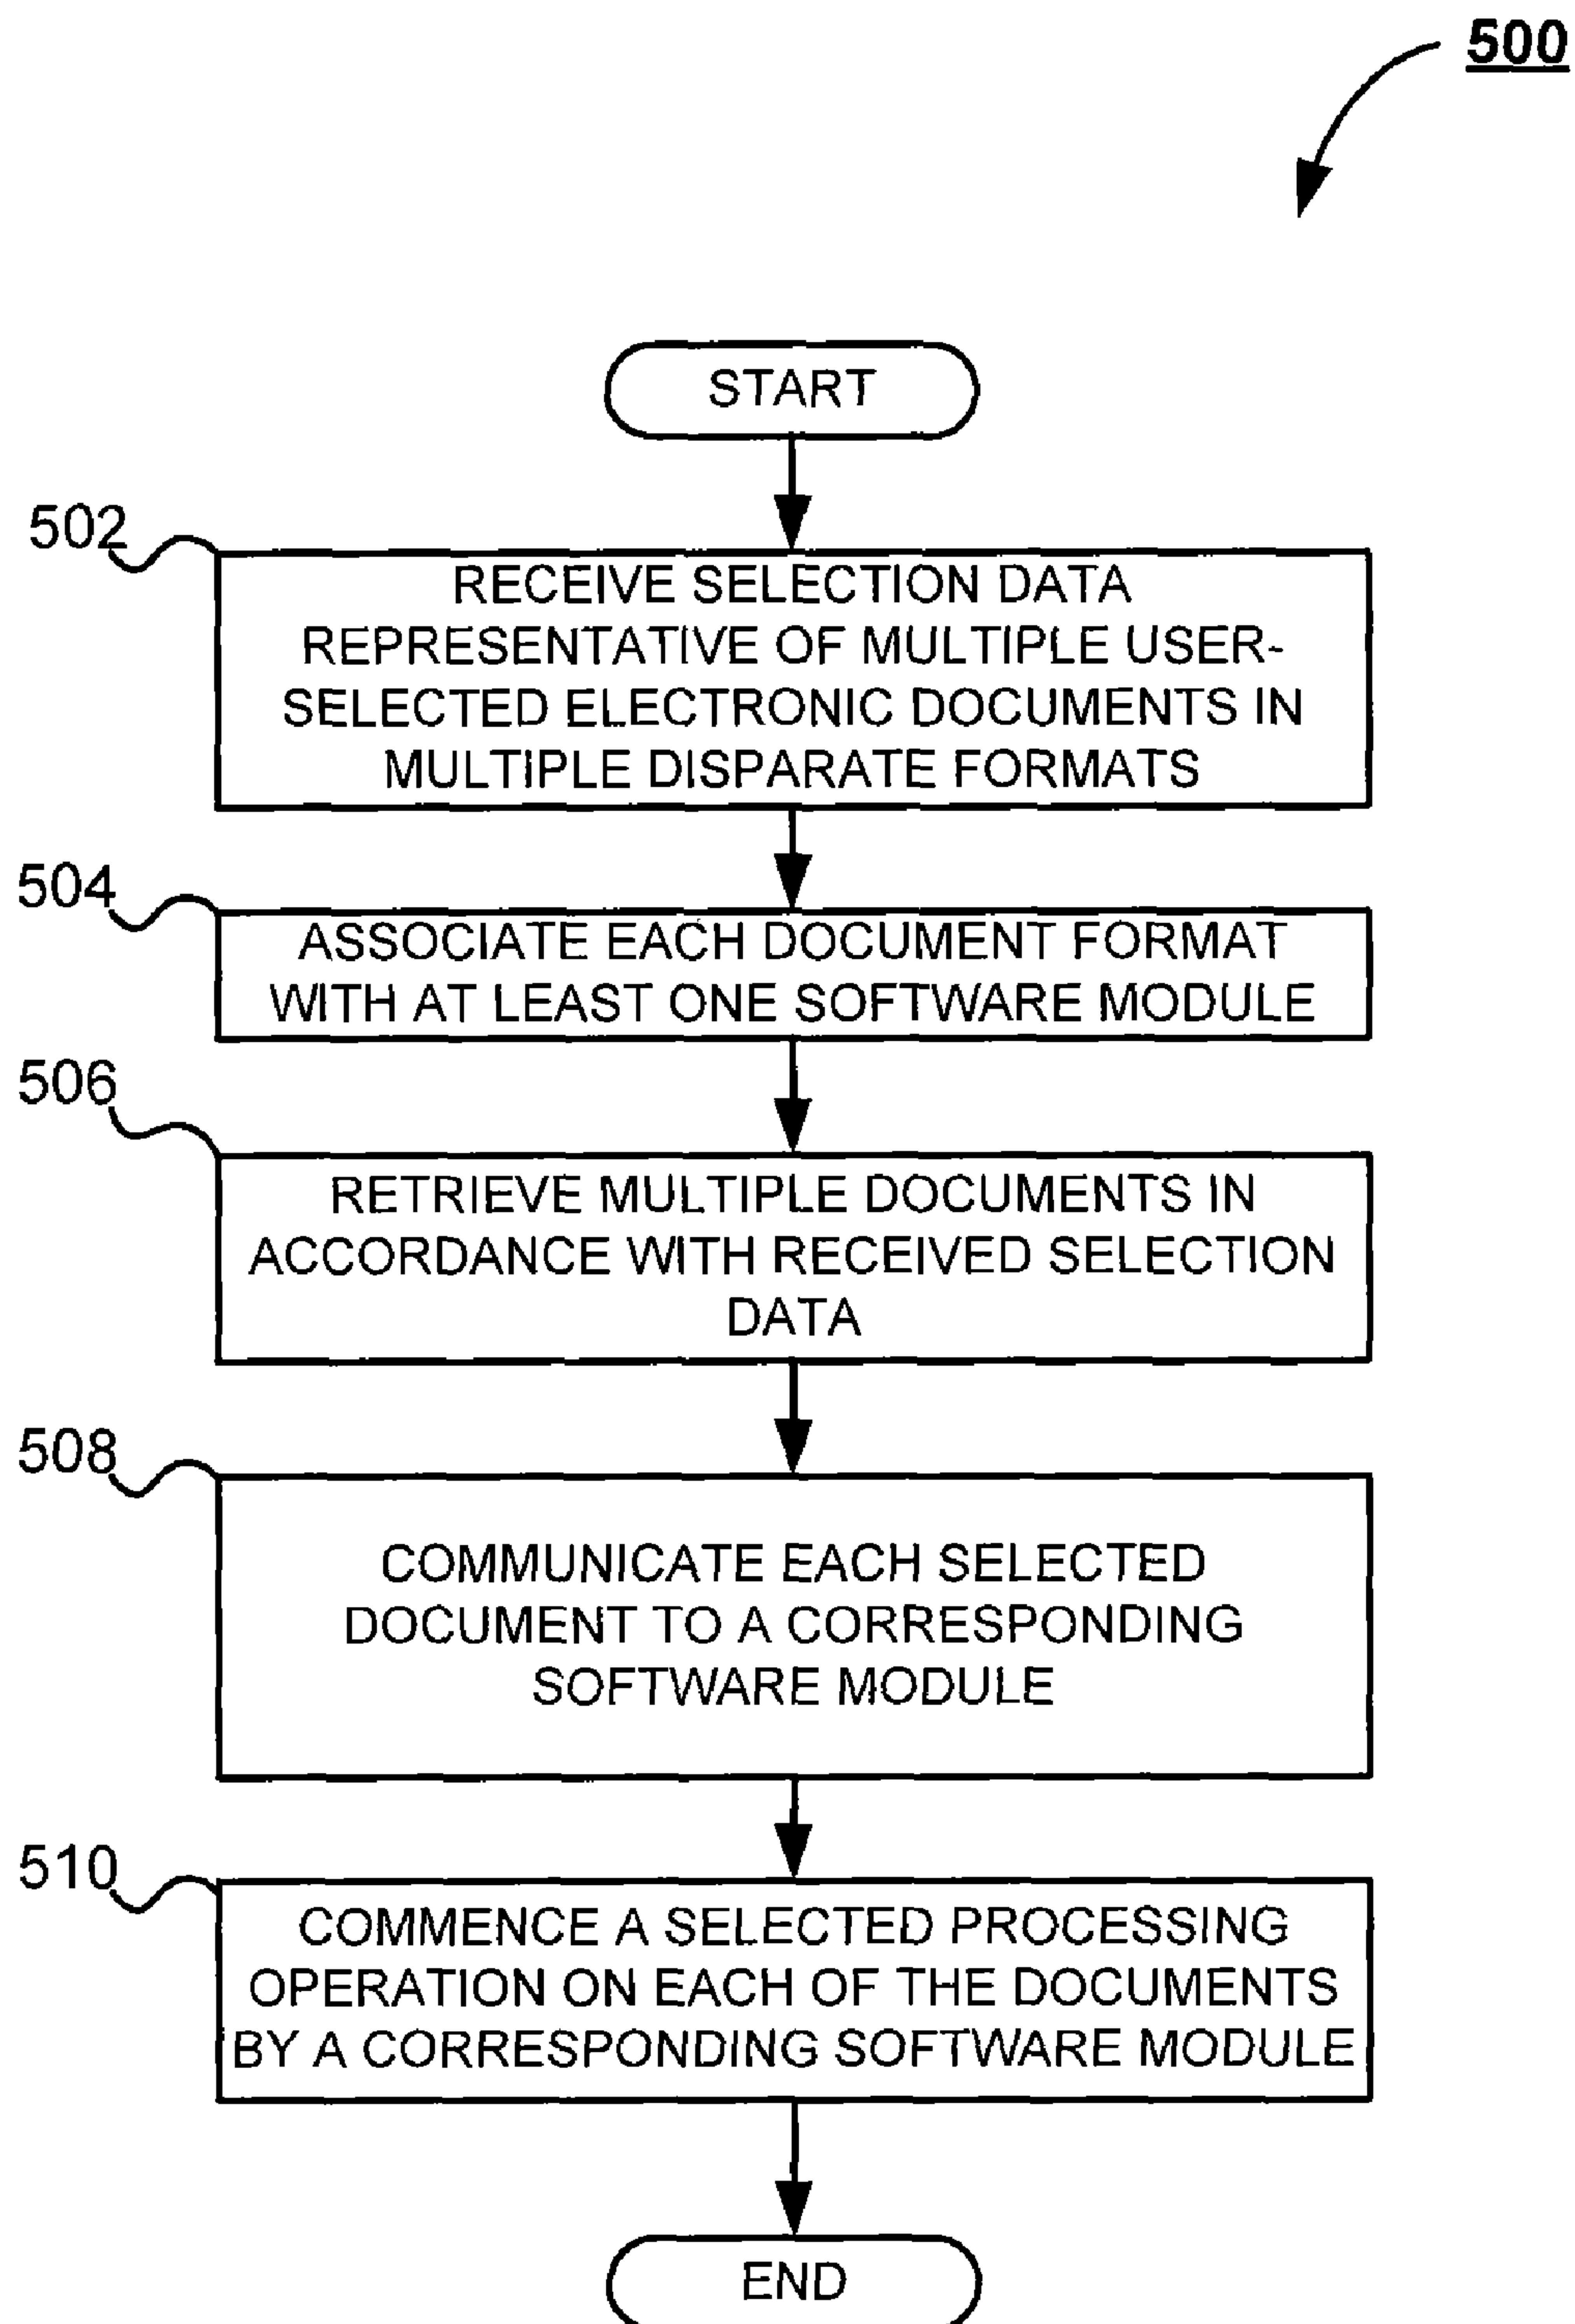 500
START
502
RECEIVE SELECTION DATA
REPRESENTATIVE OF MULTIPLE USER-
SELECTED ELECTRONIC DOCUMENTS IN
MULTIPLE DISPARATE FORMATS
504
ASSOCIATE EACH DOCUMENT FORMAT
WITH AT LEAST ONE SOFTWARE MODULE
506
RETRIEVE MULTIPLE DOCUMENTS IN
ACCORDANCE WITH RECEIVED SELECTION
DATA
508
COMMUNICATE EACH SELECTED
DOCUMENT TO A CORRESPONDING
SOFTWARE MODULE
510
COMMENCE A SELECTED PROCESSING
OPERATION ON EACH OF THE DOCUMENTS
BY A CORRESPONDING SOFTWARE MODULE
END